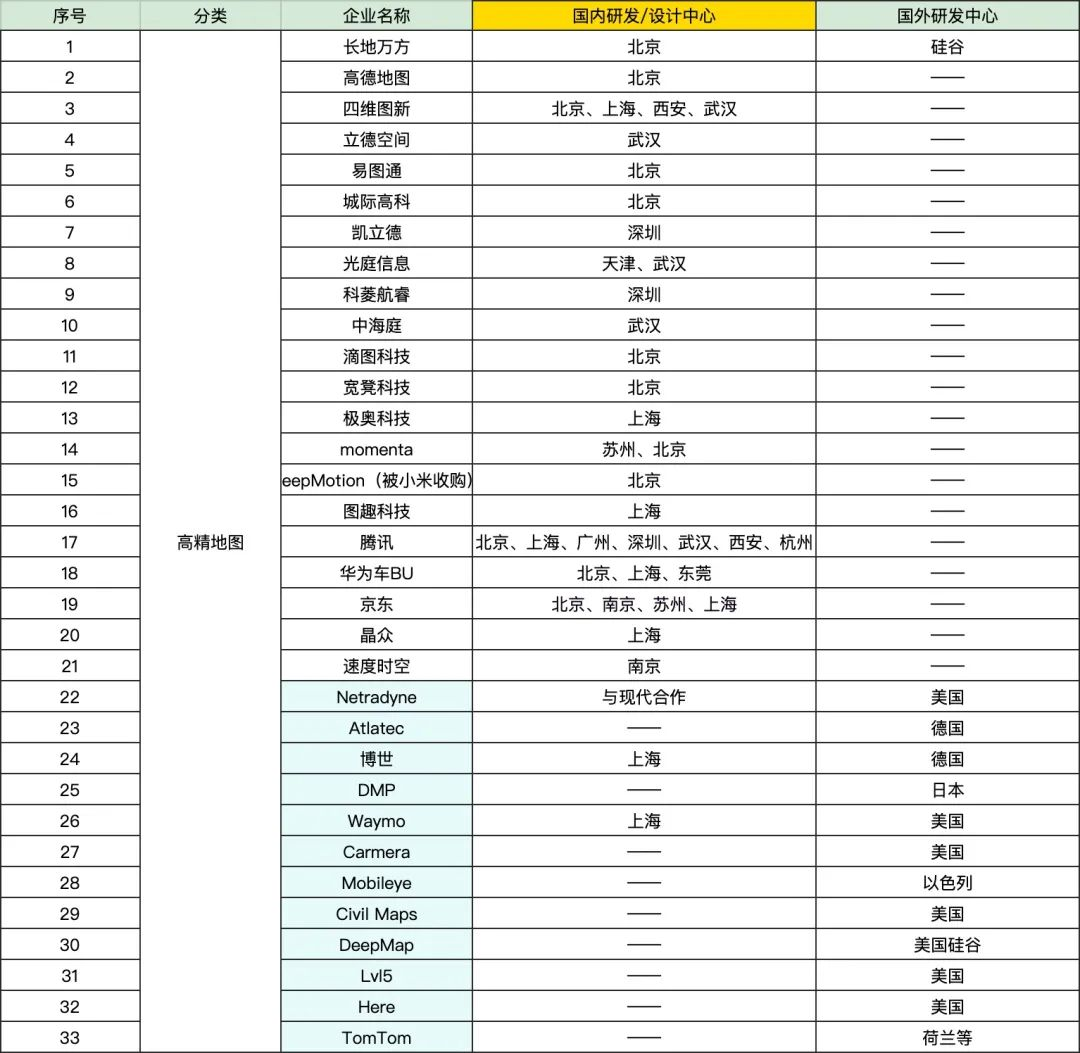 序号 分类 企业名称 国内研发/设计中心 国外研发中心
1 长地万方 北京 硅谷
2 高德地图 北京 ——
3 四维图新 北京、上海、西安、武汉 ——
4 立德空间 武汉 ——
5 易图通 北京 ——
6 城际高科 北京 ——
7 凯立德 深圳 ——
8 光庭信息 天津、武汉 ——
9 科菱航睿 深圳 ——
10 中海庭 武汉 ——
11 滴图科技 北京 ——
12 宽凳科技 北京 ——
13 极奥科技 上海 ——
14 momenta 苏州、北京 ——
15 eepMotion（被小米收购） 北京 ——
16 图趣科技 上海 ——
17 高精地图 腾讯 北京、上海、广州、深圳、武汉、西安、杭州 ——
18 华为车BU 北京、上海、东莞 ——
19 京东 北京、南京、苏州、上海 ——
20 晶众 上海 ——
21 速度时空 南京 ——
22 Netradyne 与现代合作 美国
23 Atlatec —— 德国
24 博世 上海 德国
25 DMP —— 日本
26 Waymo 上海 美国
27 Carmera —— 美国
28 Mobileye —— 以色列
29 Civil Maps —— 美国
30 DeepMap —— 美国硅谷
31 Lvl5 —— 美国
32 Here —— 美国
33 TomTom —— 荷兰等